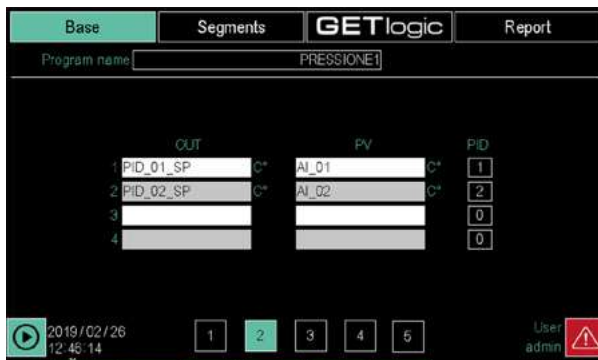 Base Segments GETlogic Report
Program name PRESSIONE1
OUT PV PID
1 PID_01_SP C° AI_01 C° 1
2 PID_02_SP C° AI_02 C° 2
3 0
4 0
2019/02/26 1 2 3 4 5 User
12:46:14 admin